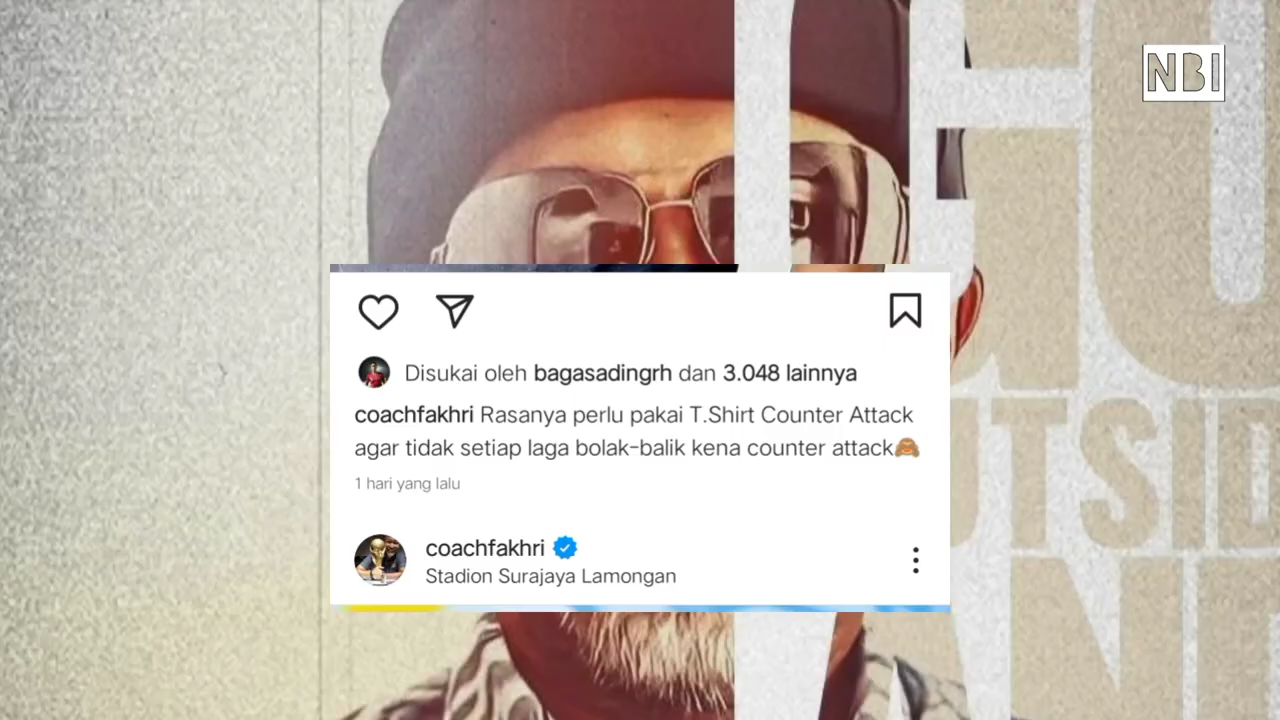 NBI
Disukai oleh bagasadingrh dan 3.048 lainnya
coachfakhri Rasanya perlu pakai T.Shirt Counter Attack
agar tidak setiap laga bolak-balik kena counter attack🙈
1 hari yang lalu
coachfakhri
Stadion Surajaya Lamongan